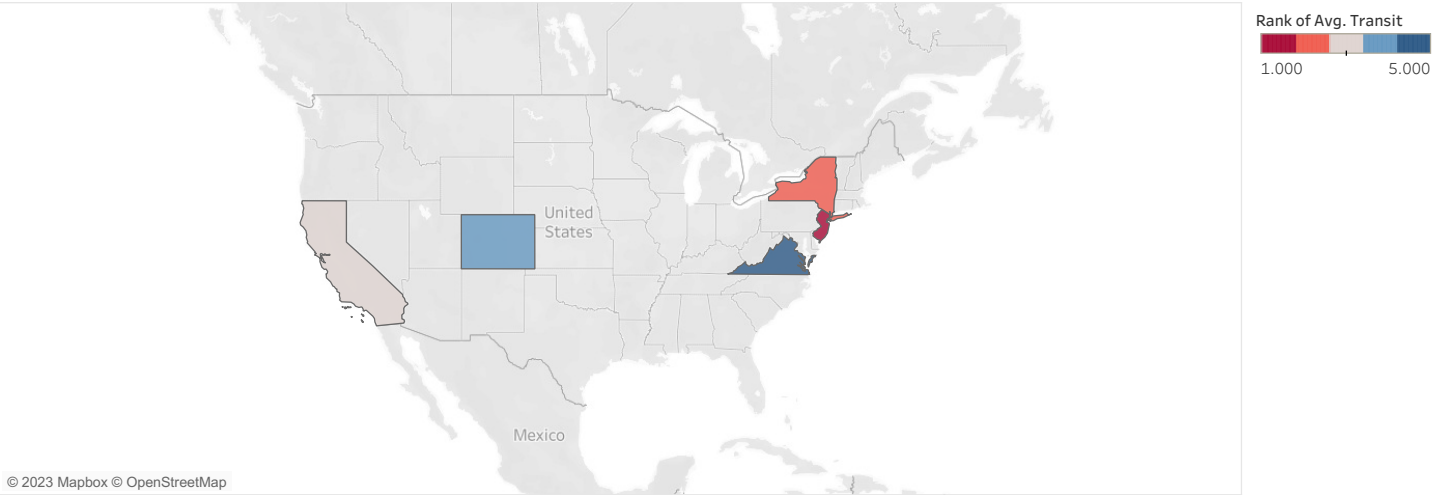 Rank of Avg. Transit
1.000 5.000
United
States
Mexico
© 2023 Mapbox © OpenStreetMap